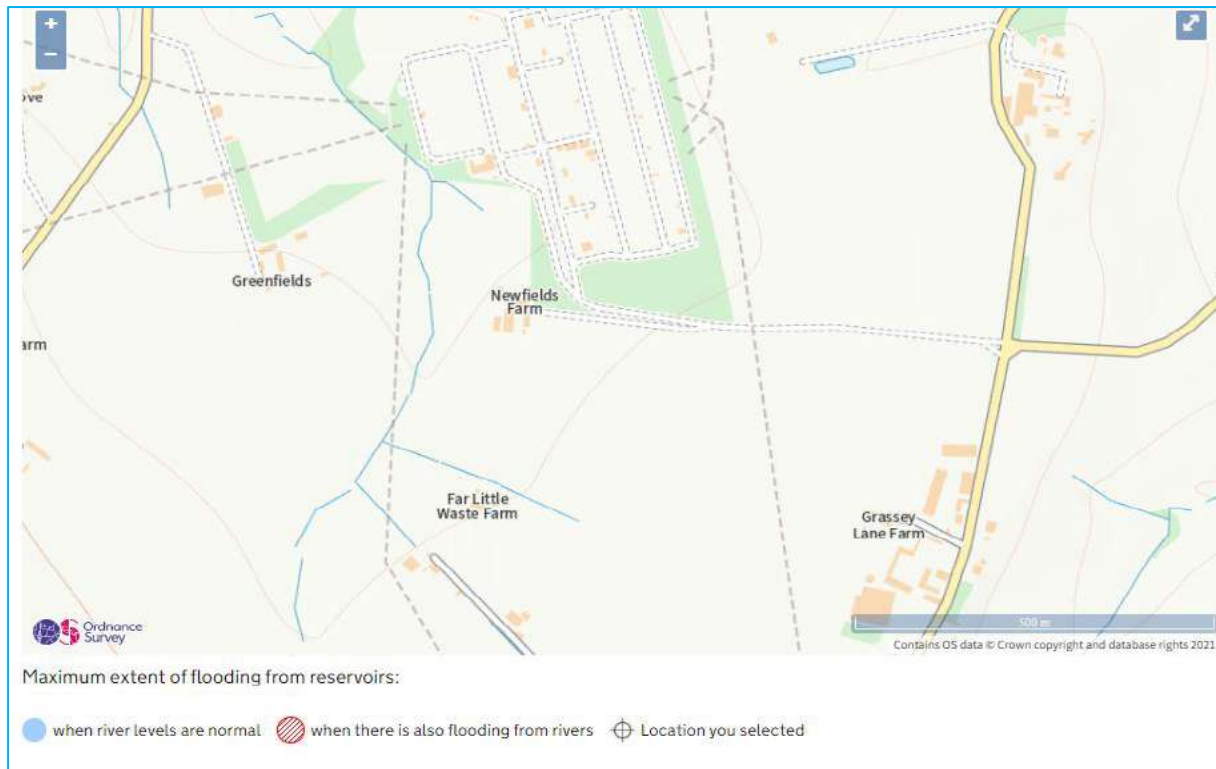 +
–
ove
Greenfields
Newfields
Farm
arm
Far Little
Waste Farm
Grassey
Lane Farm
Ordnance
Survey
500 m
Contains OS data © Crown copyright and database rights 2021
Maximum extent of flooding from reservoirs:
when river levels are normal when there is also flooding from rivers Location you selected